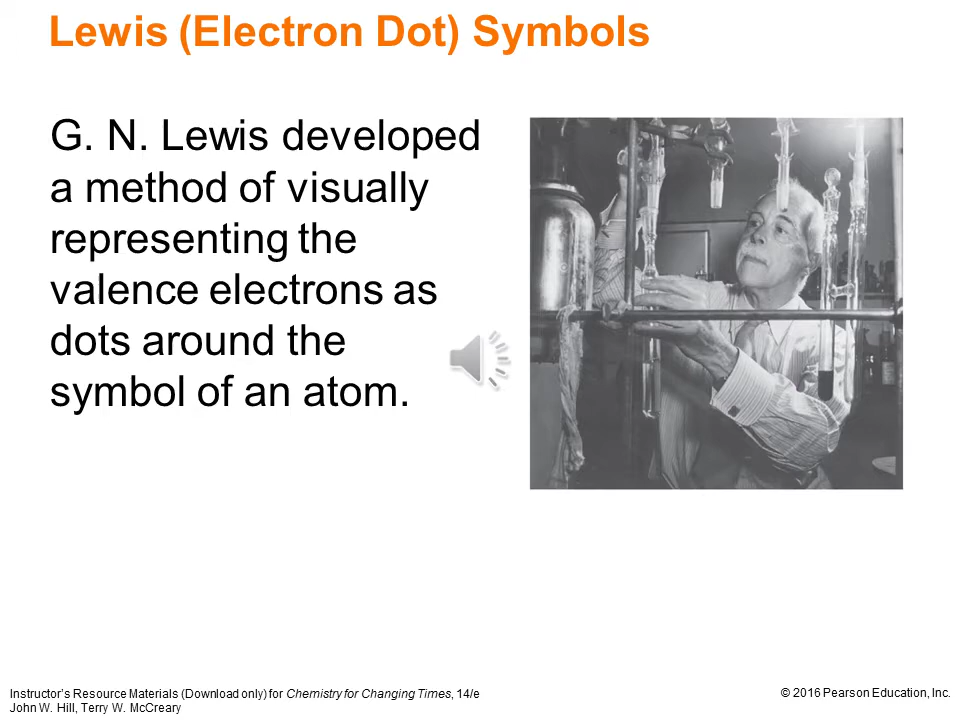 Lewis (Electron Dot) Symbols
G. N. Lewis developed
a method of visually
representing the
valence electrons as
dots around the
symbol of an atom.
Instructor's Resource Materials (Download only) for Chemistry for Changing Times, 14/e
John W. Hill, Terry W. McCreary
© 2016 Pearson Education, Inc.